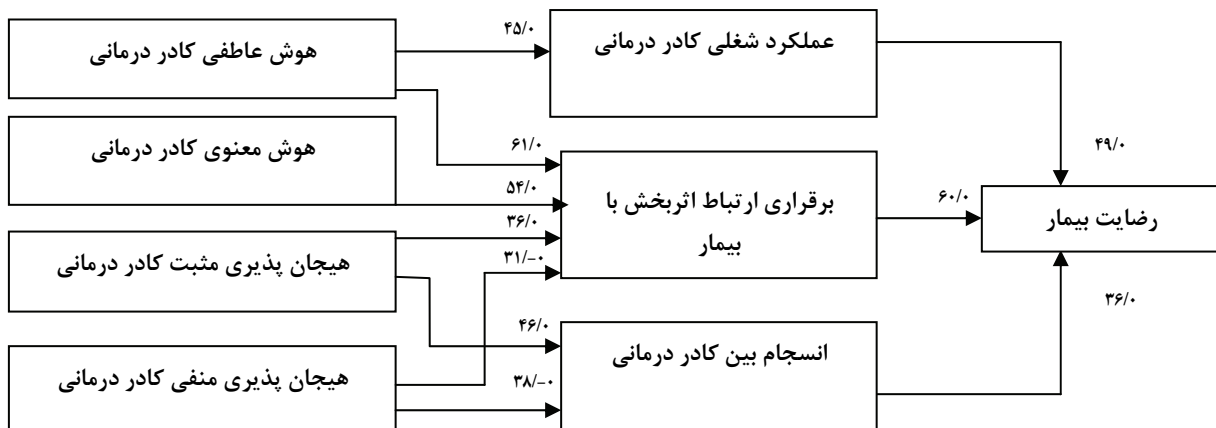 هوش عاطفی کادر درمانی
۴۵/۰
عملکرد شغلی کادر درمانی
هوش معنوی کادر درمانی
۶۱/۰
۴۹/۰
۵۴/۰
برقراری ارتباط اثربخش با
بیمار
۶۰/۰
رضایت بیمار
۳۶/۰
هیجان پذیری مثبت کادر درمانی
۳۱/-۰
۴۶/۰
۳۶/۰
انسجام بین کادر درمانی
هیجان پذیری منفی کادر درمانی
۳۸/-۰